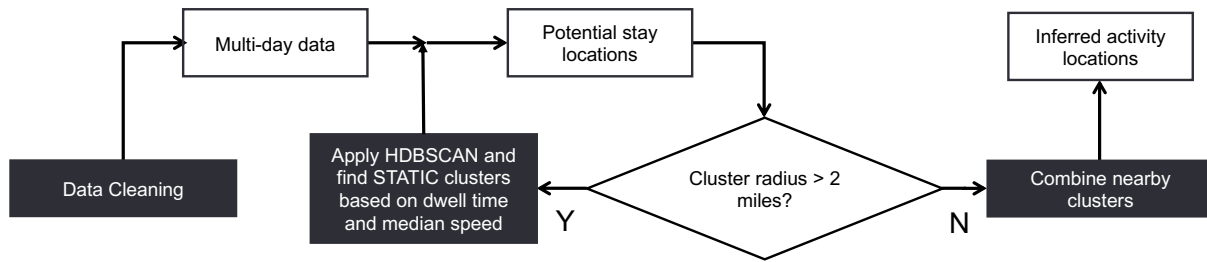 Multi-day data
Potential stay
locations
Inferred activity
locations
Data Cleaning
Apply HDBSCAN and
find STATIC clusters
based on dwell time
and median speed
Y
Cluster radius > 2
miles?
N
Combine nearby
clusters